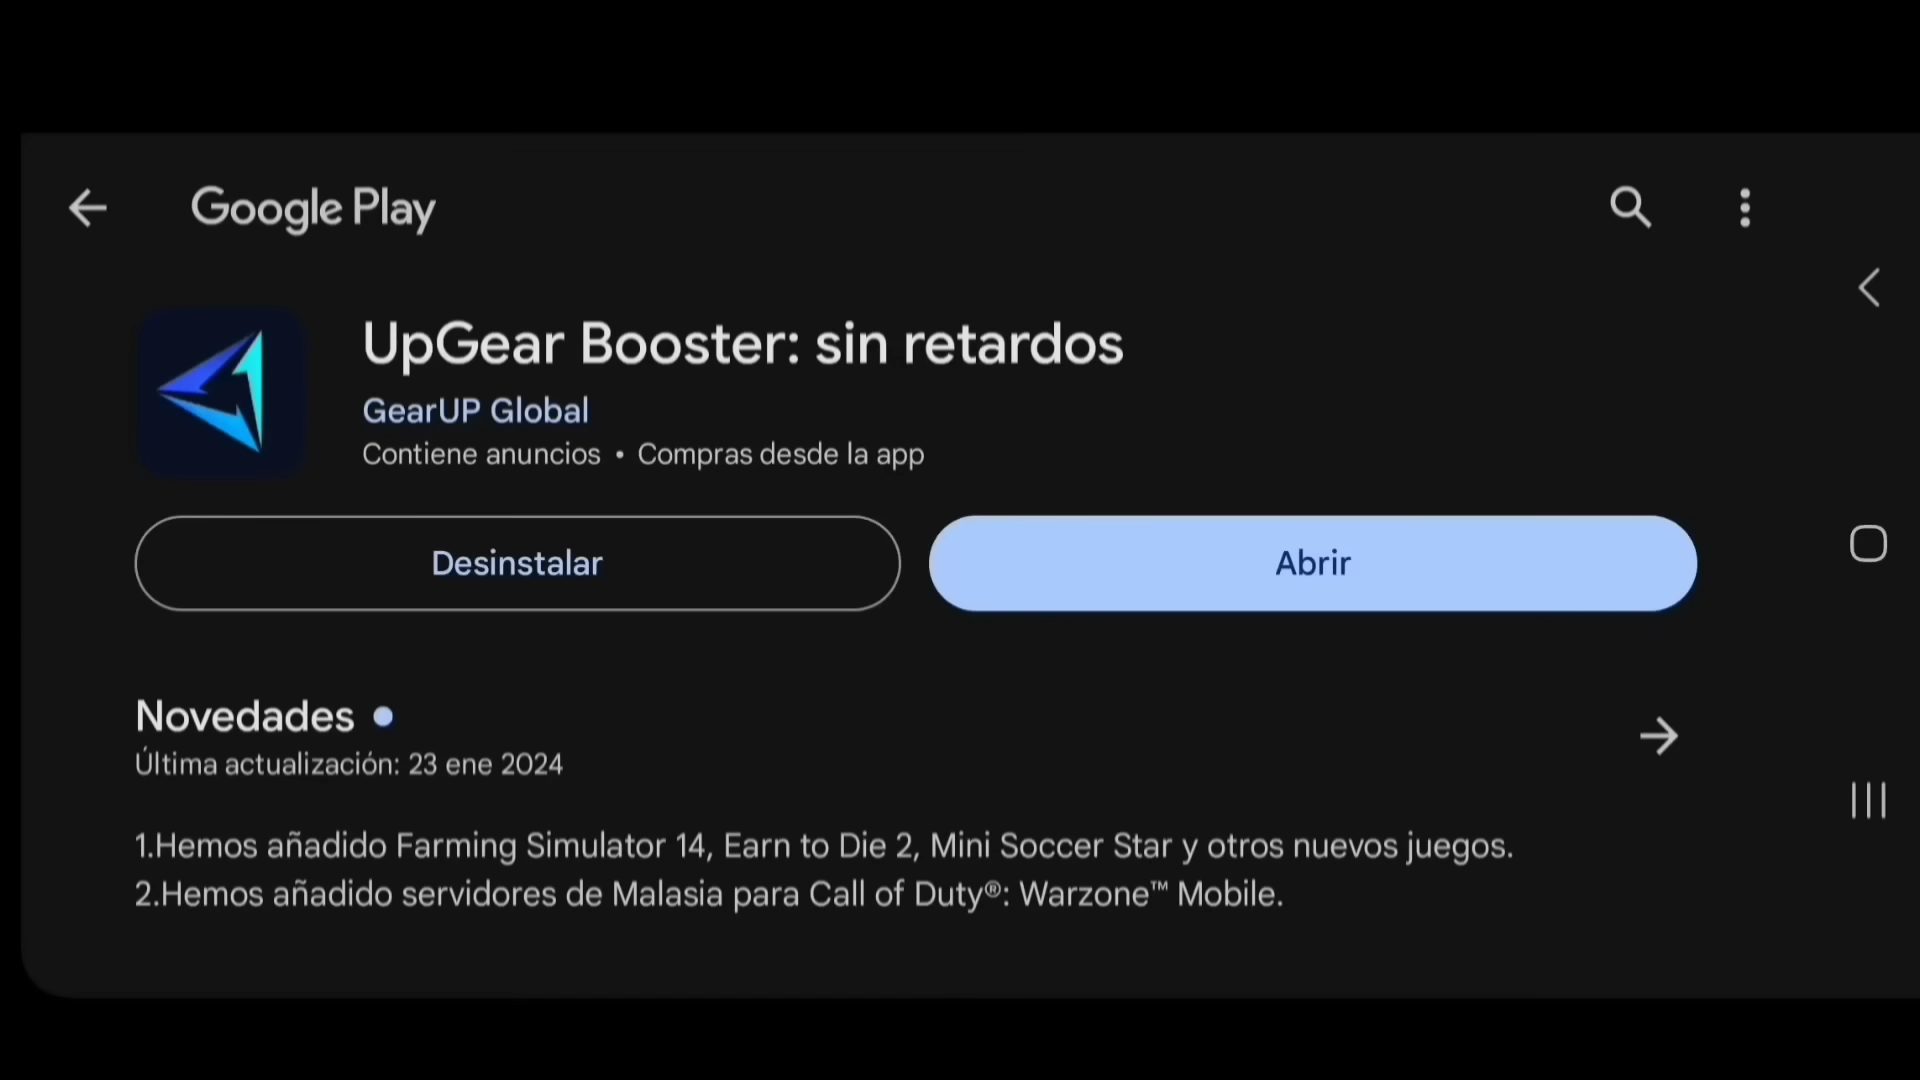 Google Play
UpGear Booster: sin retardos
GearUP Global
Contiene anuncios • Compras desde la app
Desinstalar
Abrir
Novedades
Última actualización: 23 ene 2024
1.Hemos añadido Farming Simulator 14, Earn to Die 2, Mini Soccer Star y otros nuevos juegos.
2.Hemos añadido servidores de Malasia para Call of Duty®: Warzone™ Mobile.